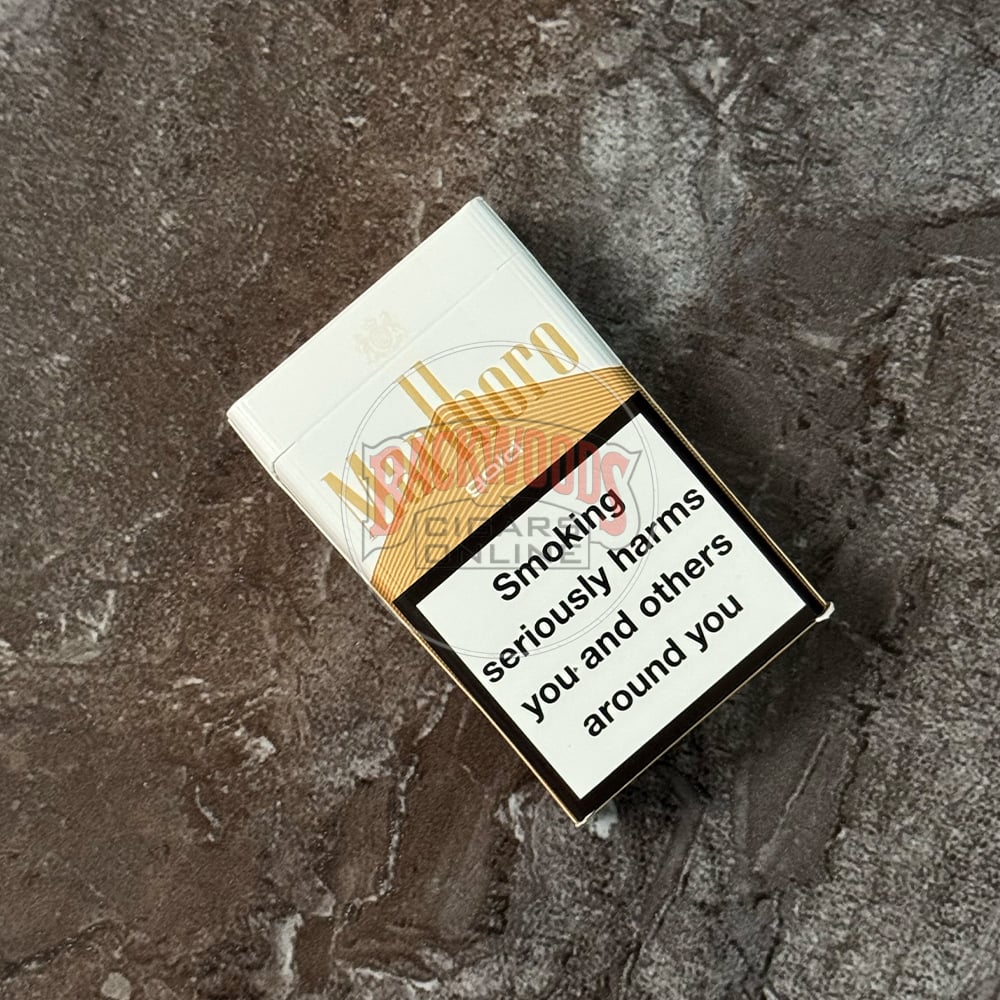 Marlboro
gold
BACKWOODS
CIGARS
ONLINE
Smoking
seriously harms
you and others
around you